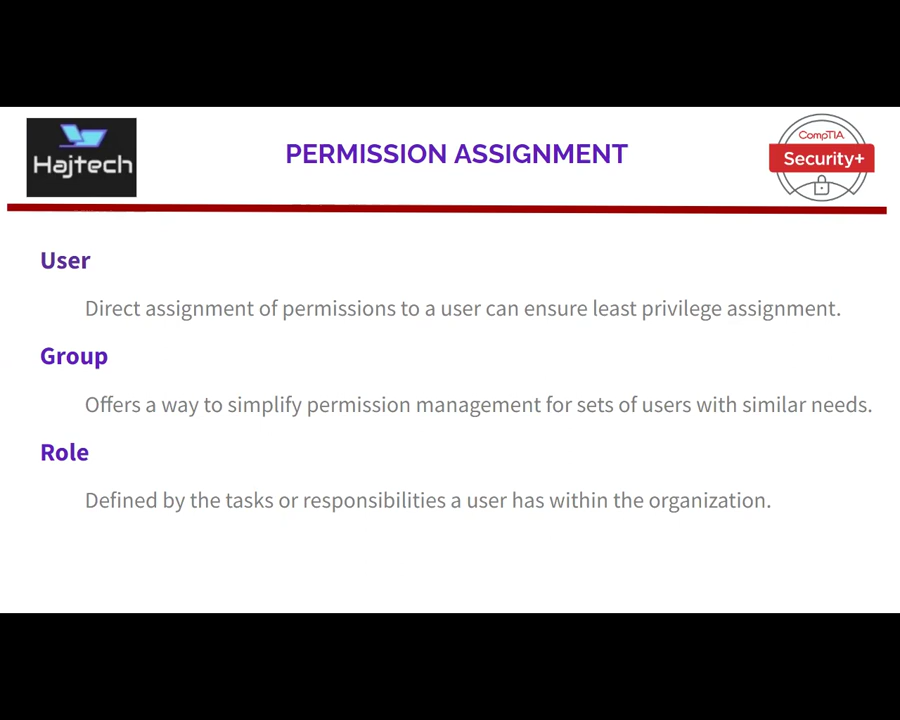 Hajtech
PERMISSION ASSIGNMENT
CompTIA
Security+
User
Direct assignment of permissions to a user can ensure least privilege assignment.
Group
Offers a way to simplify permission management for sets of users with similar needs.
Role
Defined by the tasks or responsibilities a user has within the organization.